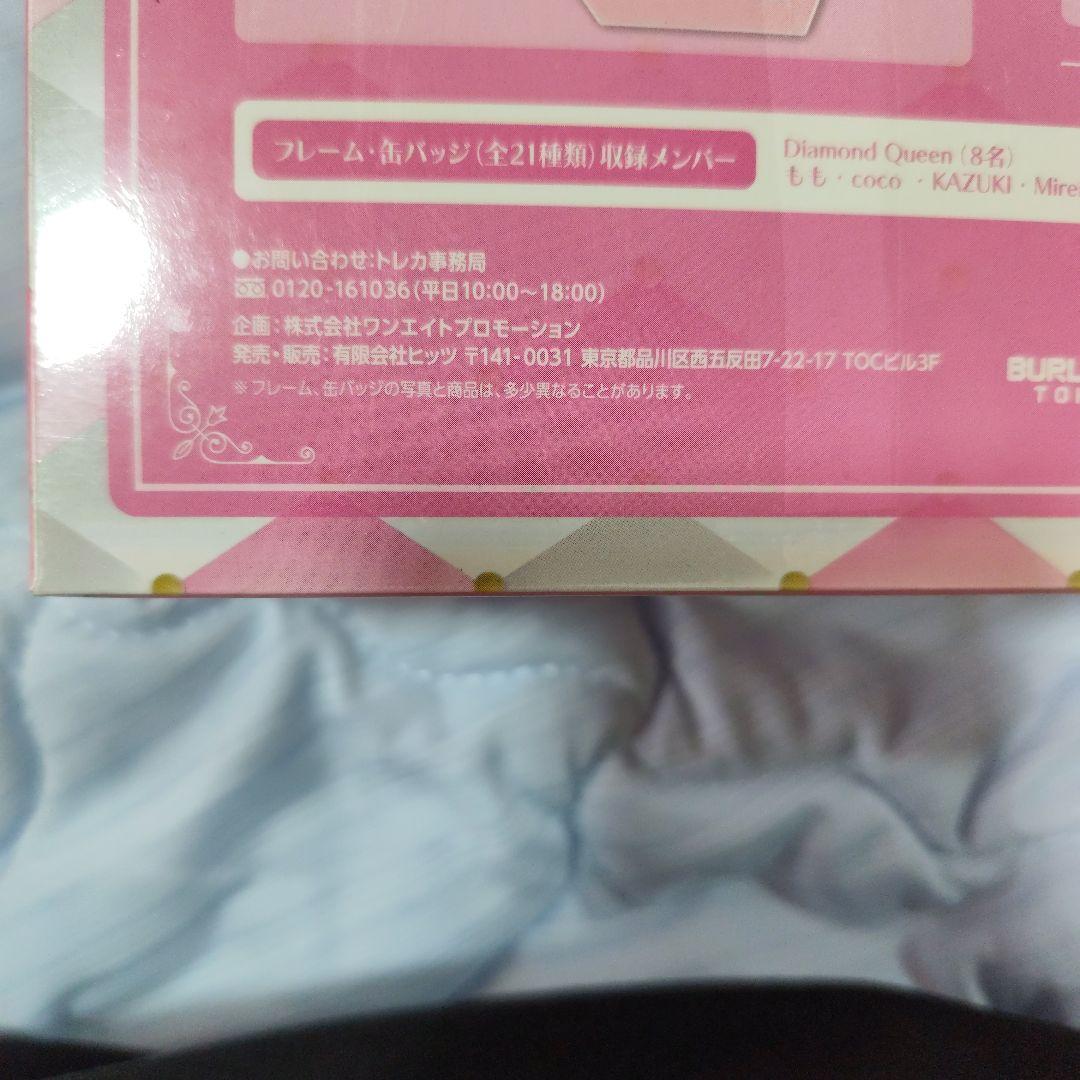 フレーム・缶バッジ(全21種類)収録メンバー
Diamond Queen(8名)
もも・coco ・KAZUKI・Mire
●お問い合わせ:トレカ事務局
0120-161036(平日10:00~18:00)
企画:株式会社ワンエイトプロモーション
発売・販売:有限会社ヒッツ 〒141-0031 東京都品川区西五反田7-22-17 TOCビル3F
※フレーム、缶バッジの写真と商品は、多少異なることがあります。
BURL
TO